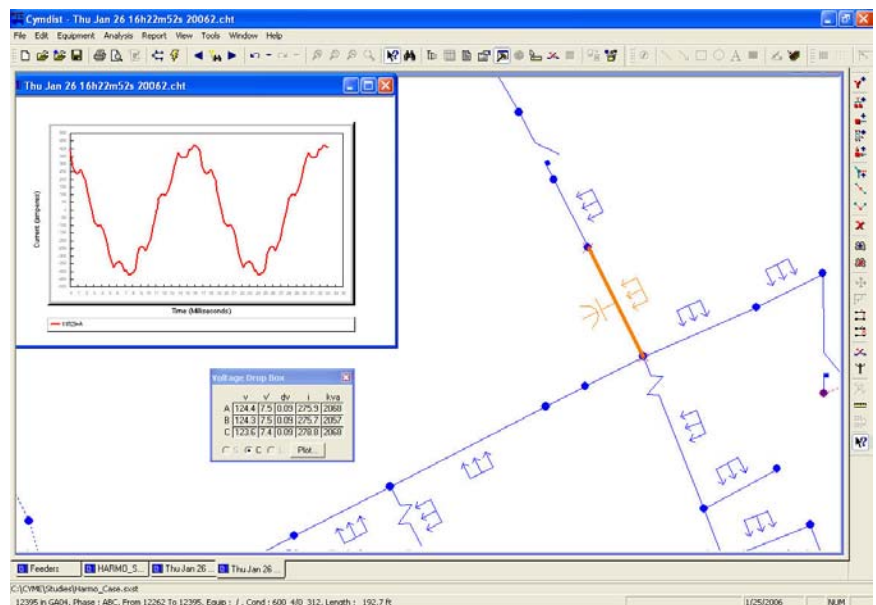 Cymdist - Thu Jan 26 16h22m52s 20062.cht
File Edit Equipment Analysis Report View Tools Window Help
Thu Jan 26 16h22m52s 20062.cht
Current (amperes)
Time (Milliseconds)
Voltage Drop Box
v v' dv i kva
A 124.4 7.5 0.09 275.9 2068
B 124.3 7.5 0.09 275.7 2057
C 123.6 7.4 0.09 278.8 2068
S C L Plot...
Feeders HARMO_S... Thu Jan 26 ... Thu Jan 26 ...
C:\CYME\Studies\Harmo_Case.sxst
12395 in GA04, Phase : ABC, From 12262 To 12395, Equip : / , Cond : 600_4/0_312, Length : 192.7 ft 1/25/2006 NUM